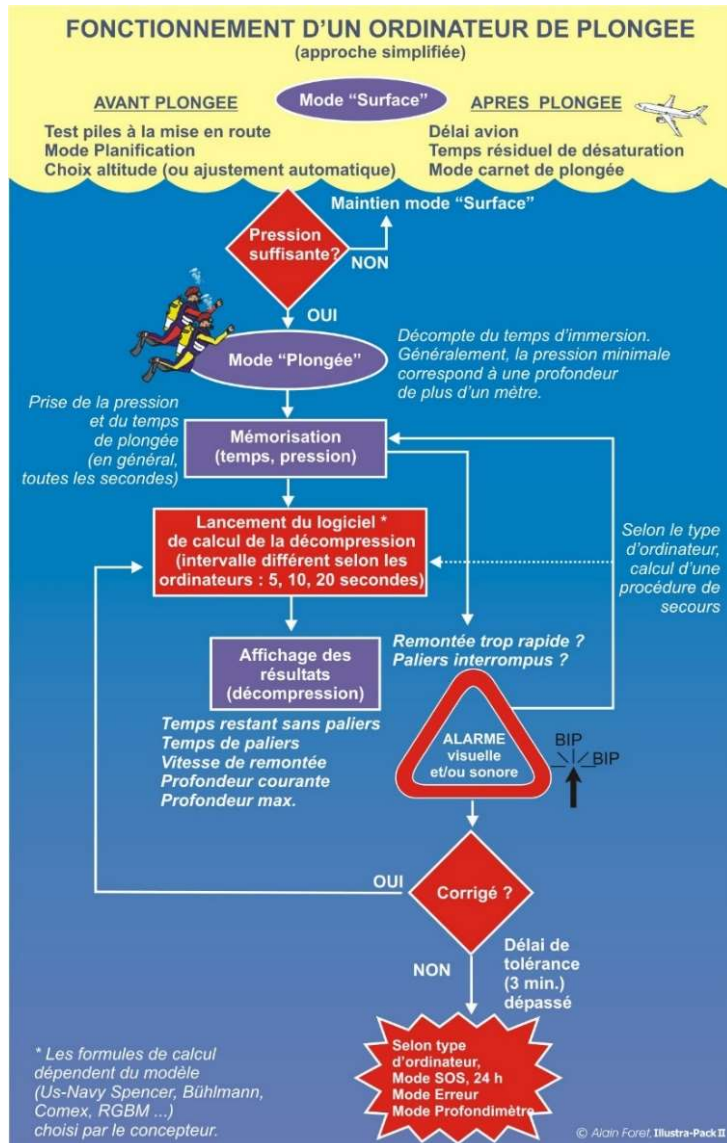 FONCTIONNEMENT D'UN ORDINATEUR DE PLONGEE
(approche simplifiée)
AVANT PLONGEE
Test piles à la mise en route
Mode Planification
Choix altitude (ou ajustement automatique)
Mode "Surface"
APRES PLONGEE
Délai avion
Temps résiduel de désaturation
Mode carnet de plongée
Pression
suffisante?
Maintien mode "Surface"
NON
OUI
Mode "Plongée"
Décompte du temps d'immersion.
Généralement, la pression minimale
correspond à une profondeur
de plus d'un mètre.
Prise de la pression
et du temps
de plongée
(en général,
toutes les secondes)
Mémorisation
(temps, pression)
Lancement du logiciel *
de calcul de la décompression
(intervalle différent selon les
ordinateurs : 5, 10, 20 secondes)
Selon le type
d'ordinateur,
calcul d'une
procédure de
secours
Affichage des
résultats
(décompression)
Temps restant sans paliers
Temps de paliers
Vitesse de remontée
Profondeur courante
Profondeur max.
Remontée trop rapide ?
Paliers interrompus ?
ALARME
visuelle
et/ou sonore
BIP
BIP
Corrigé ?
OUI
NON
Délai de
tolérance
(3 min.)
dépassé
Selon type
d'ordinateur,
Mode SOS, 24 h
Mode Erreur
Mode Profondimètre
* Les formules de calcul
dépendent du modèle
(Us-Navy Spencer, Bühlmann,
Comex, RGBM ...)
choisi par le concepteur.
© Alain Foret Illustra-Pack II